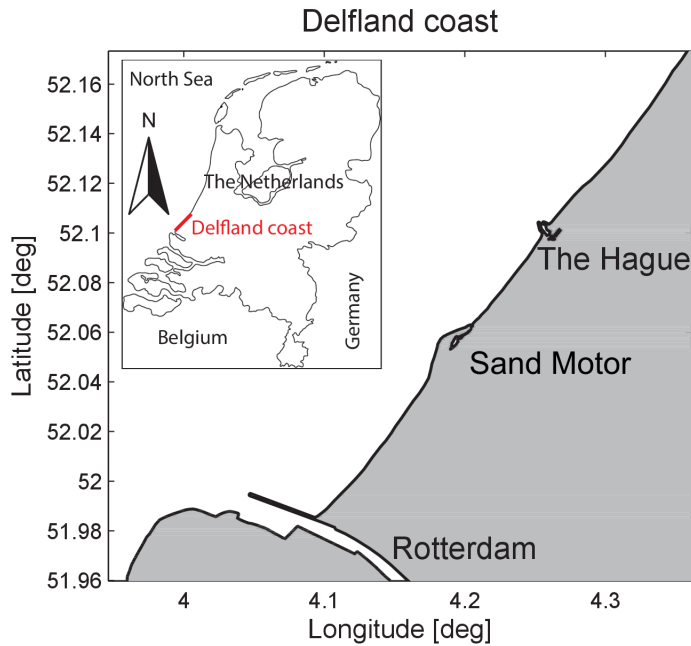 Delfland coast
52.16
52.14
52.12
52.1
52.08
52.06
52.04
52.02
52
51.98
51.96
Latitude [deg]
North Sea
N
The Netherlands
Delfland coast
Belgium
Germany
The Hague
Sand Motor
Rotterdam
4
4.1
4.2
4.3
Longitude [deg]